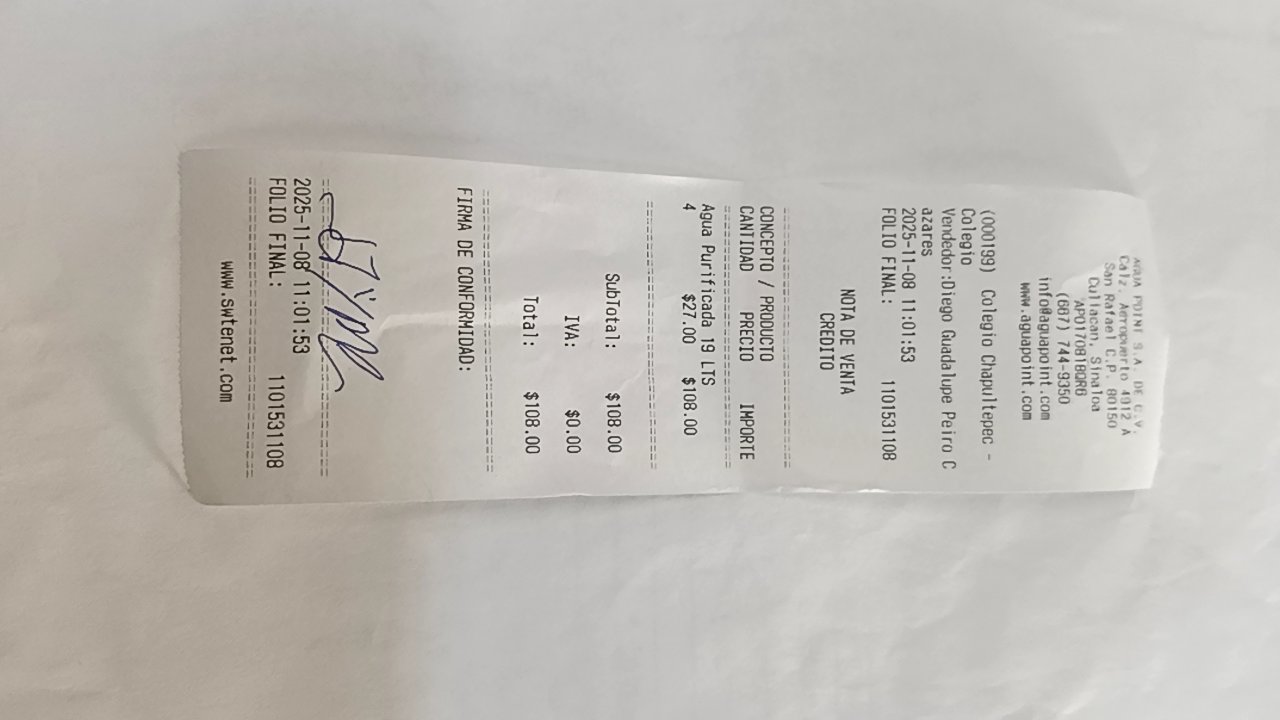 AGUA POINT S.A. DE C.V.
Calz. Aeropuerto 4912 A
San Rafael C.P. 80150
Culiacan, Sinaloa
APO170818QR6
(667) 744-9350
info@aguapoint.com
www.aguapoint.com
(000199) Colegio Chapultepec -
Colegio
Vendedor:Diego Guadalupe Peiro C
azares
2025-11-08 11:01:53
FOLIO FINAL: 1101531108
NOTA DE VENTA
CREDITO
CONCEPTO / PRODUCTO
CANTIDAD PRECIO IMPORTE
Agua Purificada 19 LTS
4 $27.00 $108.00
SubTotal: $108.00
IVA: $0.00
Total: $108.00
FIRMA DE CONFORMIDAD:
2025-11-08 11:01:53
FOLIO FINAL: 1101531108
www.swtenet.com